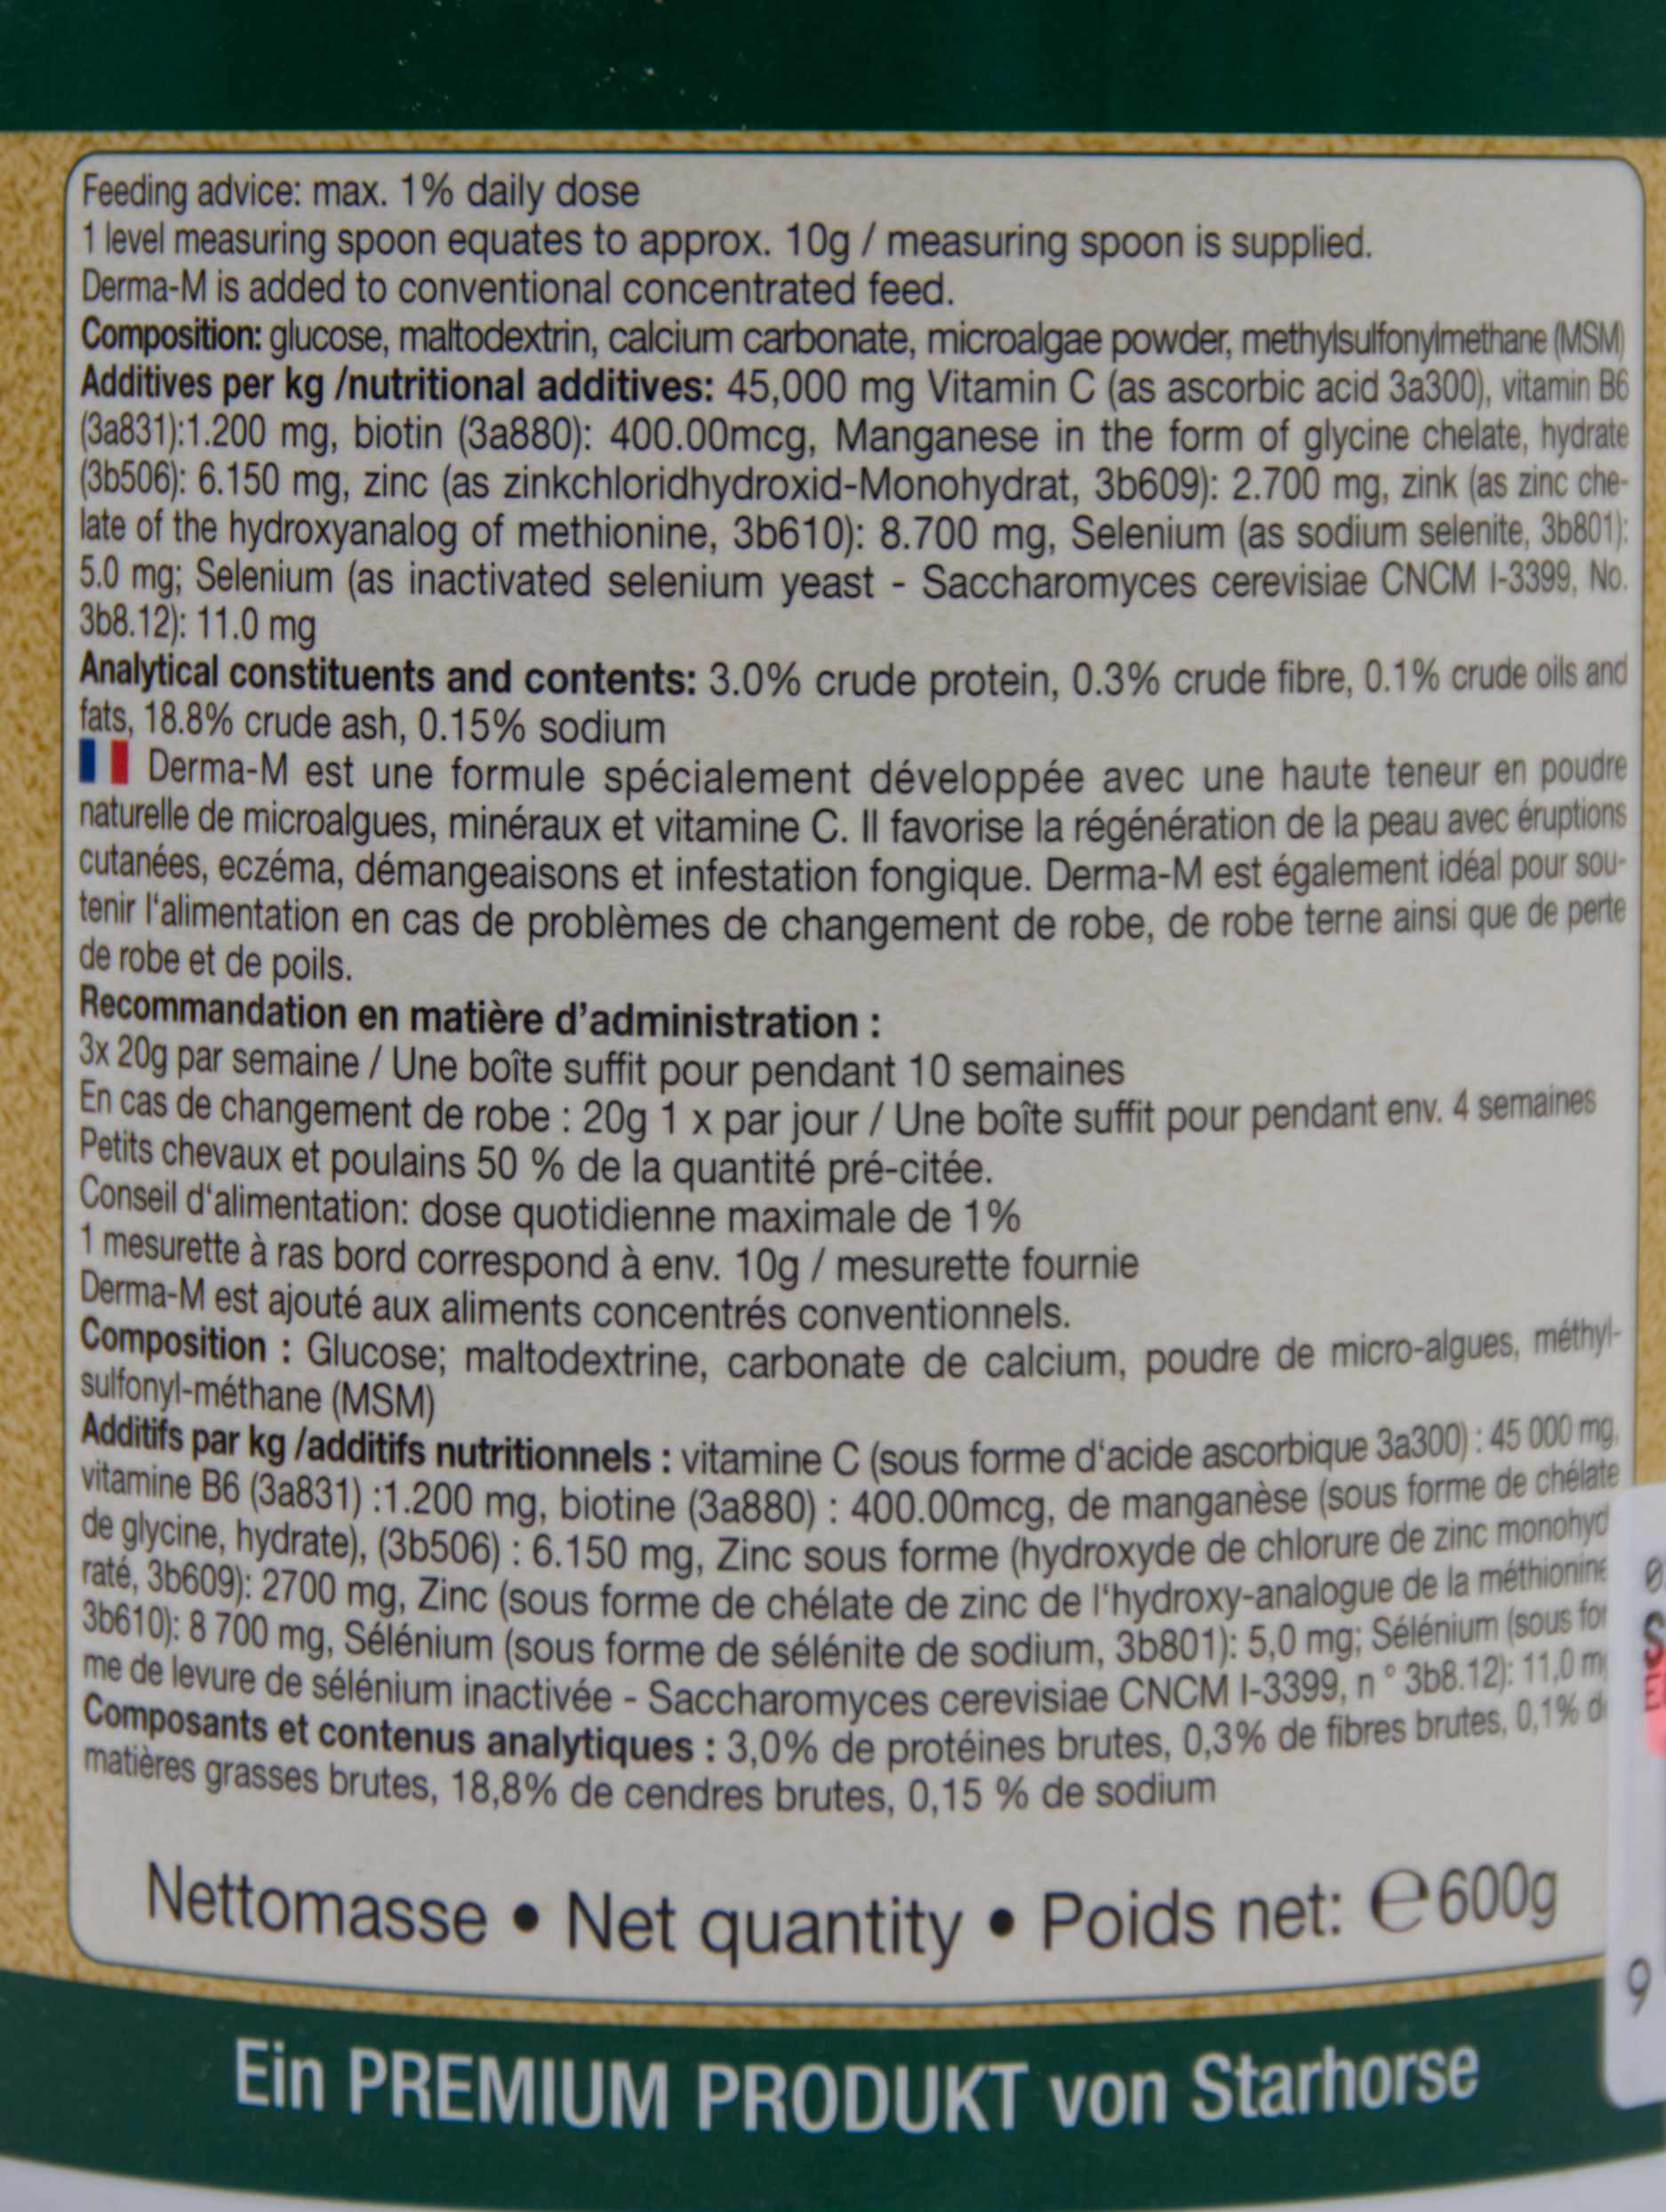 Feeding advice: max. 1% daily dose
1 level measuring spoon equates to approx. 10g / measuring spoon is supplied.
Derma-M is added to conventional concentrated feed.
Composition: glucose, maltodextrin, calcium carbonate, microalgae powder, methylsulfonylmethane (MSM)
Additives per kg /nutritional additives: 45,000 mg Vitamin C (as ascorbic acid 3a300), vitamin B6
(3a831):1.200 mg, biotin (3a880): 400.00mcg, Manganese in the form of glycine chelate, hydrate
(3b506): 6.150 mg, zinc (as zinkchloridhydroxid-Monohydrat, 3b609): 2.700 mg, zink (as zinc che-
late of the hydroxyanalog of methionine, 3b610): 8.700 mg, Selenium (as sodium selenite, 3b801):
5.0 mg; Selenium (as inactivated selenium yeast - Saccharomyces cerevisiae CNCM I-3399, No.
3b8.12): 11.0 mg
Analytical constituents and contents: 3.0% crude protein, 0.3% crude fibre, 0.1% crude oils and
fats, 18.8% crude ash, 0.15% sodium
Derma-M est une formule spécialement développée avec une haute teneur en poudre
naturelle de microalgues, minéraux et vitamine C. Il favorise la régénération de la peau avec éruptions
cutanées, eczéma, démangeaisons et infestation fongique. Derma-M est également idéal pour sou-
tenir l‘alimentation en cas de problèmes de changement de robe, de robe terne ainsi que de perte
de robe et de poils.
Recommandation en matière d’administration :
3x 20g par semaine / Une boîte suffit pour pendant 10 semaines
En cas de changement de robe : 20g 1 x par jour / Une boîte suffit pour pendant env. 4 semaines
Petits chevaux et poulains 50 % de la quantité pré-citée.
Conseil d‘alimentation: dose quotidienne maximale de 1%
1 mesurette à ras bord correspond à env. 10g / mesurette fournie
Derma-M est ajouté aux aliments concentrés conventionnels.
Composition : Glucose; maltodextrine, carbonate de calcium, poudre de micro-algues, méthyl-
sulfonyl-méthane (MSM)
Additifs par kg /additifs nutritionnels : vitamine C (sous forme d‘acide ascorbique 3a300) : 45 000 mg,
vitamine B6 (3a831) :1.200 mg, biotine (3a880) : 400.00mcg, de manganèse (sous forme de chélate
de glycine, hydrate), (3b506) : 6.150 mg, Zinc sous forme (hydroxyde de chlorure de zinc monohyd
raté, 3b609): 2700 mg, Zinc (sous forme de chélate de zinc de l‘hydroxy-analogue de la méthionine
3b610): 8 700 mg, Sélénium (sous forme de sélénite de sodium, 3b801): 5,0 mg; Sélénium (sous for
me de levure de sélénium inactivée - Saccharomyces cerevisiae CNCM I-3399, n ° 3b8.12): 11,0 m
Composants et contenus analytiques : 3,0% de protéines brutes, 0,3% de fibres brutes, 0,1% d
matières grasses brutes, 18,8% de cendres brutes, 0,15 % de sodium
Nettomasse • Net quantity • Poids net: ℮600g
9
Ein PREMIUM PRODUKT von Starhorse